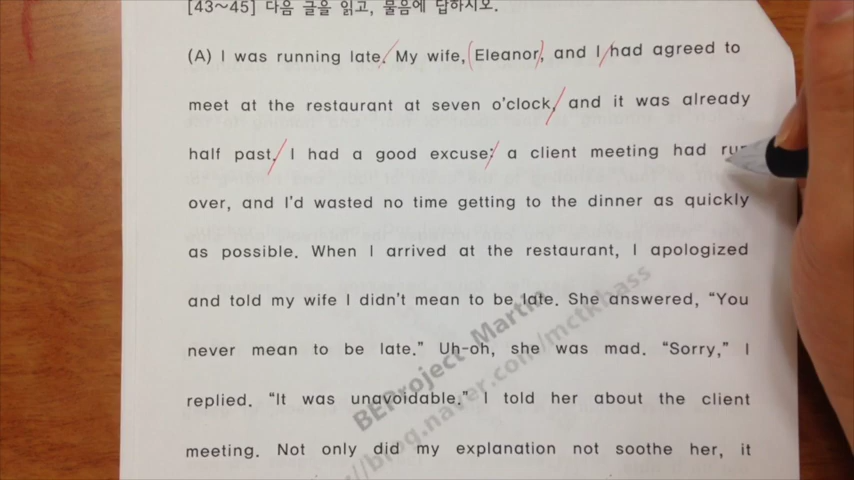 [43~45] 다음 글을 읽고, 물음에 답하시오.
(A) I was running late. My wife, Eleanor, and I had agreed to
meet at the restaurant at seven o'clock, and it was already
half past. I had a good excuse; a client meeting had run
over, and I'd wasted no time getting to the dinner as quickly
as possible. When I arrived at the restaurant, I apologized
and told my wife I didn't mean to be late. She answered, “You
never mean to be late.” Uh-oh, she was mad. “Sorry,” I
replied. “It was unavoidable.” I told her about the client
meeting. Not only did my explanation not soothe her, it
BEProject Martin
://blog.naver.com/mctkbass